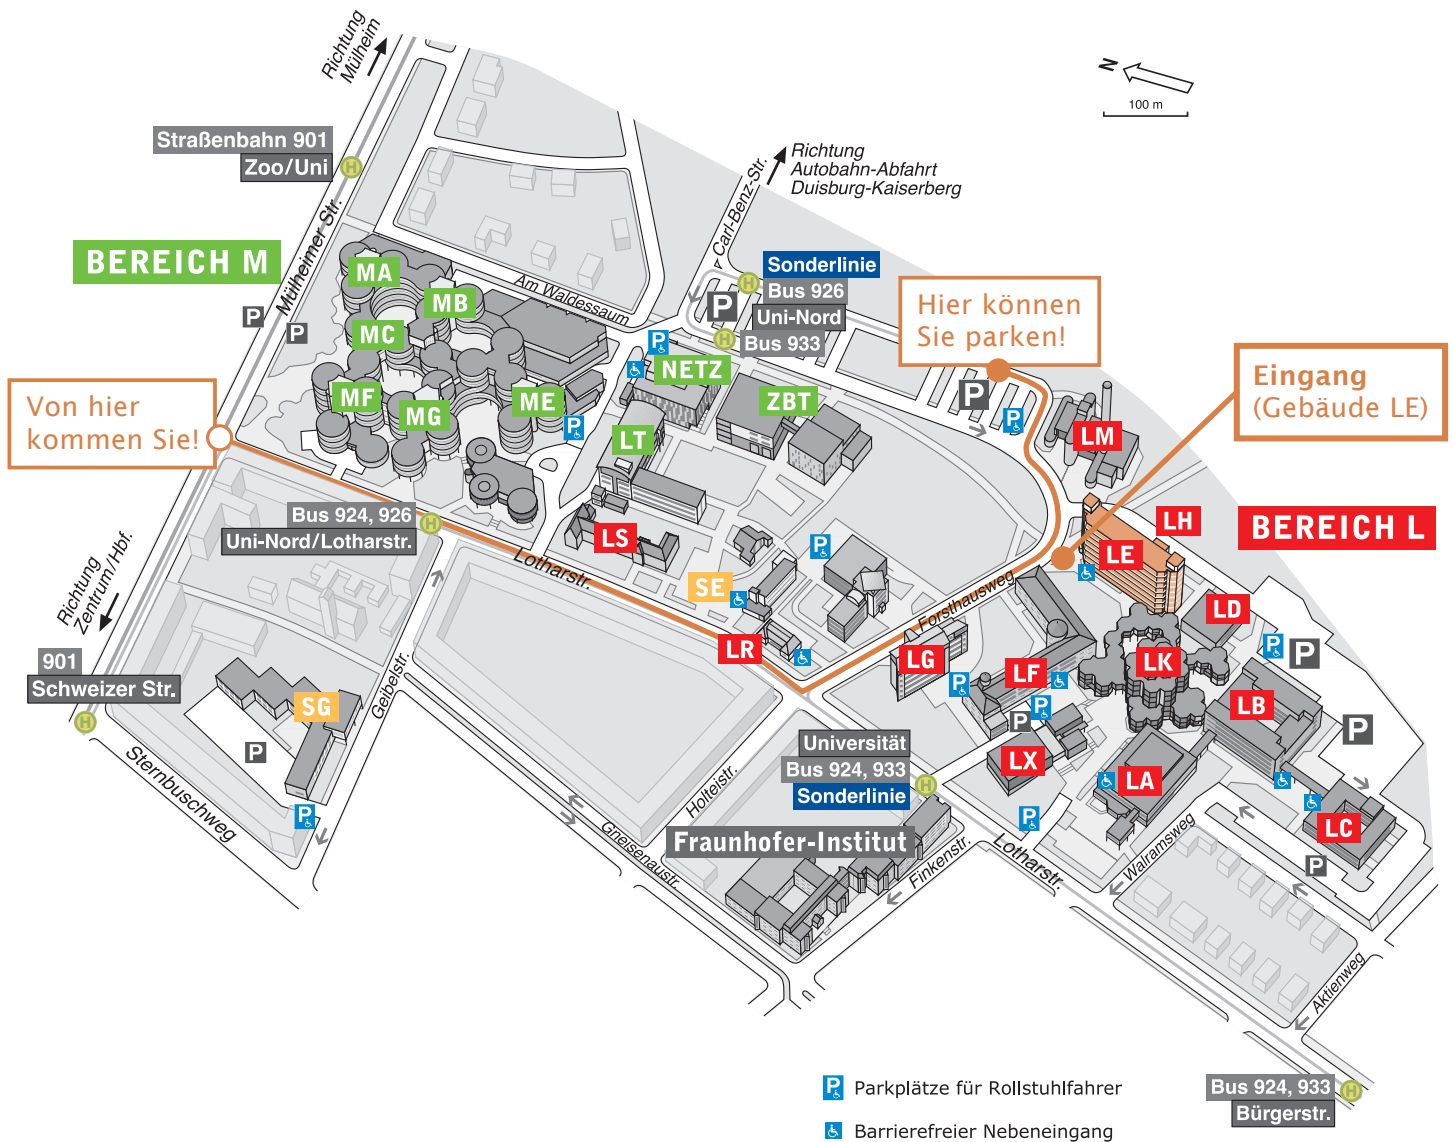 Richtung
Mülheim
N
100 m
Straßenbahn 901
H
Zoo/Uni
Richtung
Autobahn-Abfahrt
Duisburg-Kaiserberg
Carl-Benz-Str.
Mülheimer Str.
BEREICH M
MA
MB
MC
MF
MG
ME
Am Waldessaum
Sonderlinie
H
Bus 926
Uni-Nord
P
H
Bus 933
P
P
P
NETZ
ZBT
LT
P
Hier können
Sie parken!
P
P
Eingang
(Gebäude LE)
Von hier
kommen Sie!
LM
LH
LE
BEREICH L
Bus 924, 926
H
Uni-Nord/Lotharstr.
LS
Lotharstr.
P
SE
Forsthausweg
Richtung
Zentrum/Hbf.
LR
LG
LF
LK
LD
P
P
LB
P
P
P
P
901
Schweizer Str.
H
SG
P
Geibelstr.
Sternbuschweg
P
Universität
Bus 924, 933
H
Sonderlinie
LX
LA
LC
P
P
Holteistr.
Gneisenaustr.
Fraunhofer-Institut
Finkenstr.
Lotharstr.
Walramsweg
Aktienweg
P Parkplätze für Rollstuhlfahrer
Barrierefreier Nebeneingang
Bus 924, 933
H
Bürgerstr.